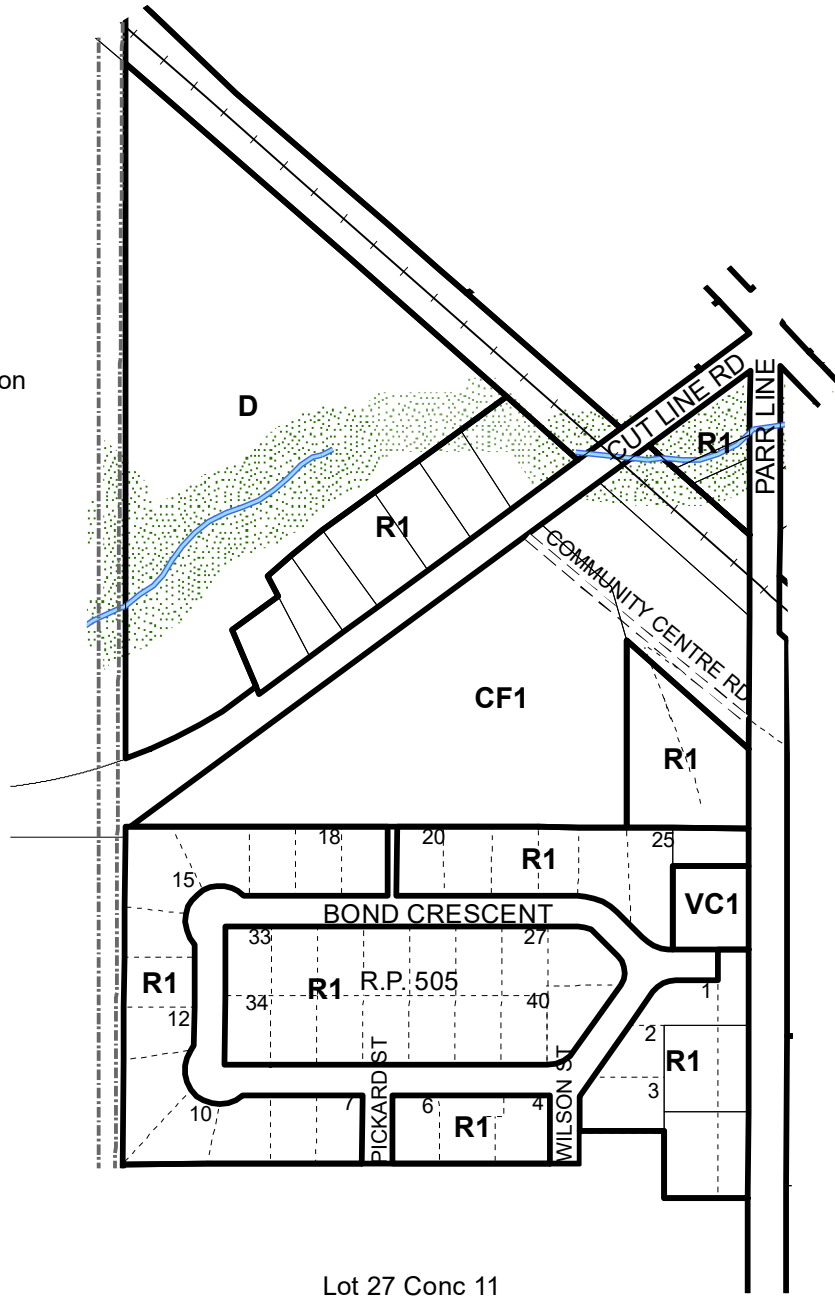 on
D
CUT LINE RD
PARR LINE
R1
R1
COMMUNITY CENTRE RD
CF1
R1
18
20
25
R1
15
VC1
BOND CRESCENT
33
27
R1
R1
R.P. 505
34
40
1
12
2
R1
3
10
7
PICKARD ST
6
4
WILSON ST
R1
Lot 27 Conc 11